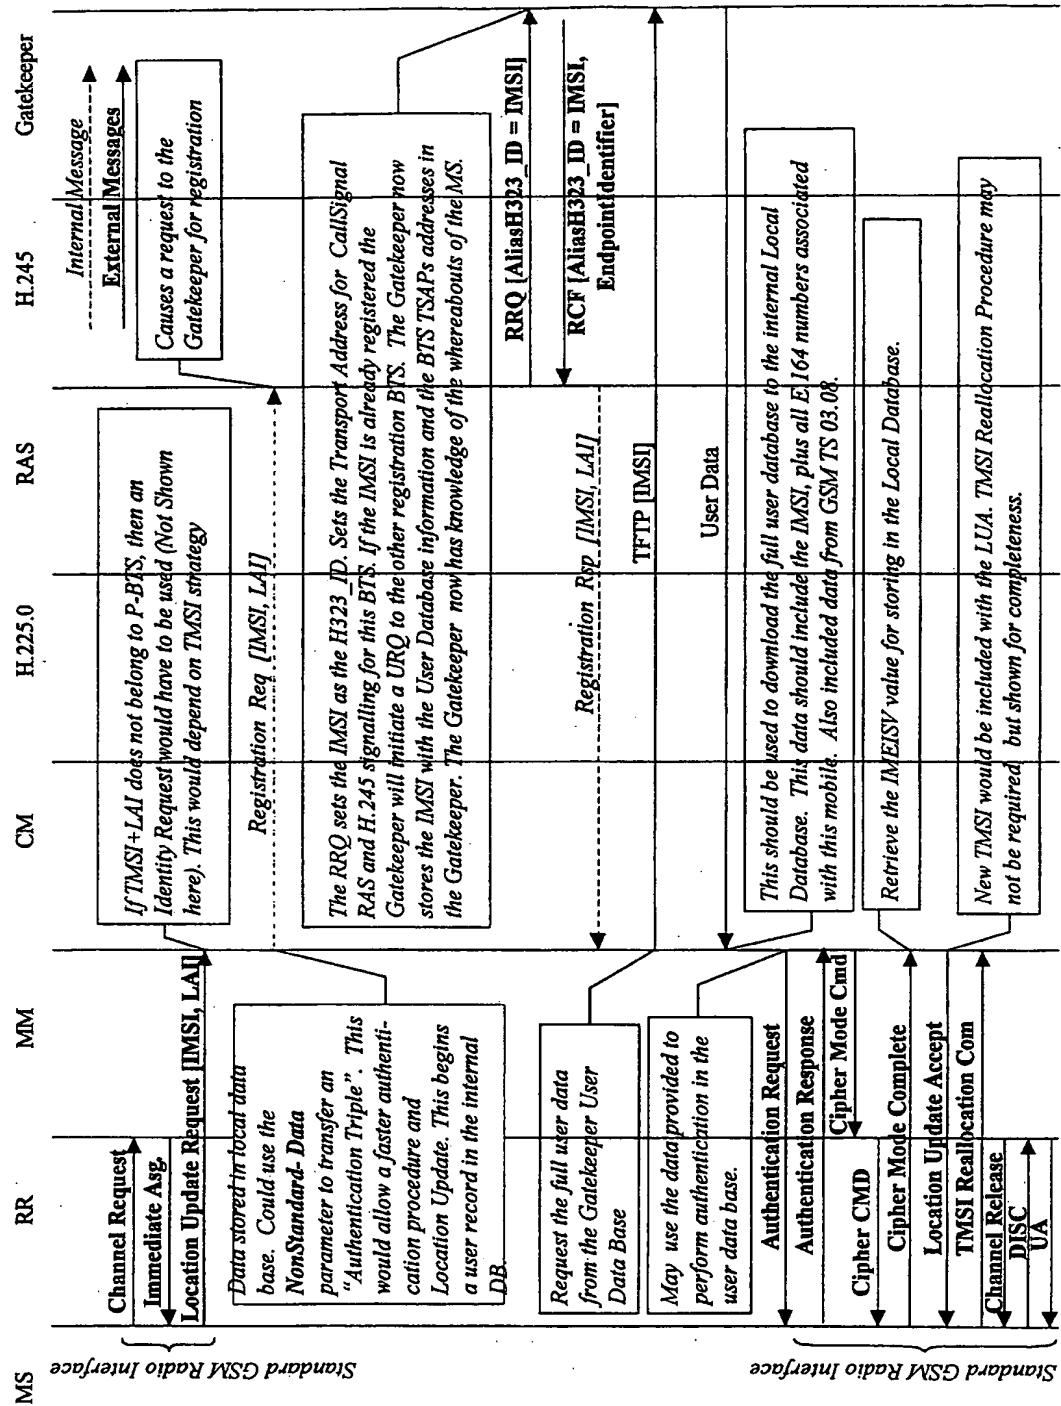 MS
RR
MM
CM
H.225.0
RAS
H.245
Gatekeeper
Internal Message
External Messages
Standard GSM Radio Interface
Channel Request
Immediate Asg.
Location Update Request [IMSI, LAI]
If TMSI+LAI does not belong to P-BTS, then an
Identity Request would have to be used (Not Shown
here). This would depend on TMSI strategy
Causes a request to the
Gatekeeper for registration
Registration Req [IMSI, LAI]
Data stored in local data
base. Could use the
NonStandard- Data
parameter to transfer an
"Authentication Triple". This
would allow a faster authenti-
cation procedure and
Location Update. This begins
a user record in the internal
DB.
The RRQ sets the IMSI as the H323_ID. Sets the Transport Address for CallSignal
RAS and H.245 signalling for this BTS. If the IMSI is already registered the
Gatekeeper will initiate a URQ to the other registration BTS. The Gatekeeper now
stores the IMSI with the User Database information and the BTS TSAPs addresses in
the Gatekeeper. The Gatekeeper now has knowledge of the whereabouts of the MS.
RRQ [AliasH323_ID = IMSI]
RCF [AliasH323_ID = IMSI,
EndpointIdentifier]
Registration Rsp [IMSI, LAI]
Request the full user data
from the Gatekeeper User
Data Base
TFTP [IMSI]
User Data
May use the data provided to
perform authentication in the
user data base.
This should be used to download the full user database to the internal Local
Database. This data should include the IMSI, plus all E.164 numbers associated
with this mobile. Also included data from GSM TS 03.08.
Authentication Request
Authentication Response
Cipher Mode Cmd
Cipher CMD
Cipher Mode Complete
Retrieve the IMEISV value for storing in the Local Database.
Location Update Accept
TMSI Reallocation Com
New TMSI would be included with the LUA. TMSI Reallocation Procedure may
not be required, but shown for completeness.
Channel Release
DISC
UA
Standard GSM Radio Interface